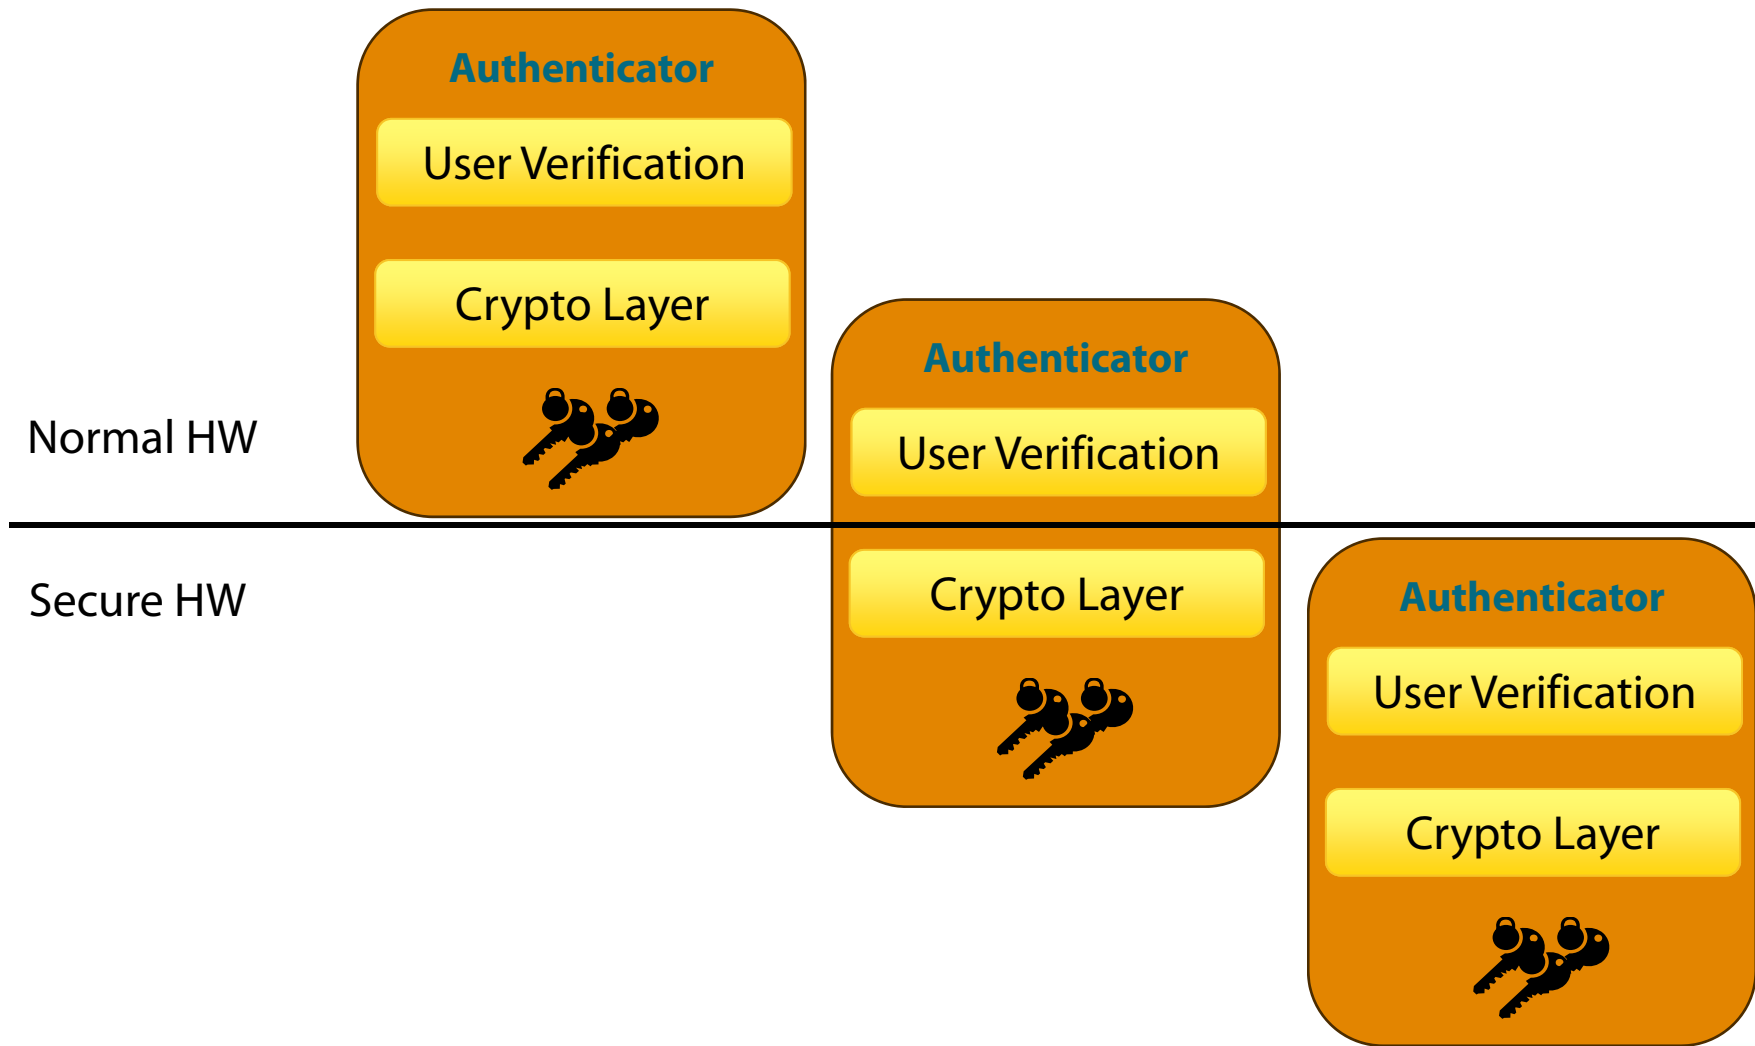 Authenticator
User Verification
Crypto Layer
Normal HW
Authenticator
User Verification
Secure HW
Crypto Layer
Authenticator
User Verification
Crypto Layer